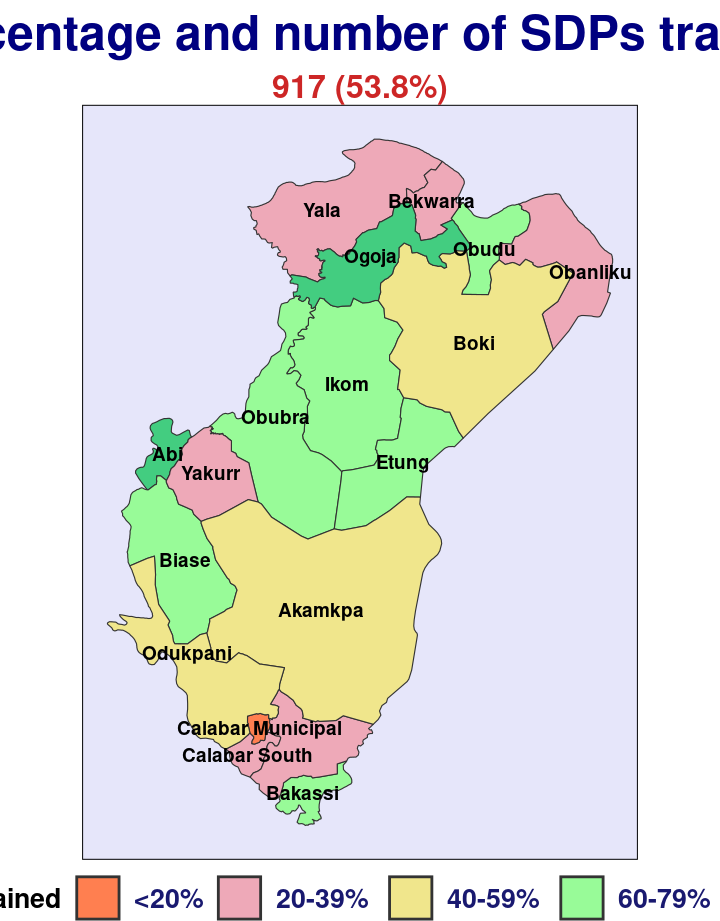 centage and number of SDPs tra
917 (53.8%)
Yala
Bekwarra
Ogoja
Obudu
Obanliku
Boki
Ikom
Obubra
Abi
Yakurr
Etung
Biase
Akamkpa
Odukpani
Calabar Municipal
Calabar South
Bakassi
ained <20% 20-39% 40-59% 60-79%